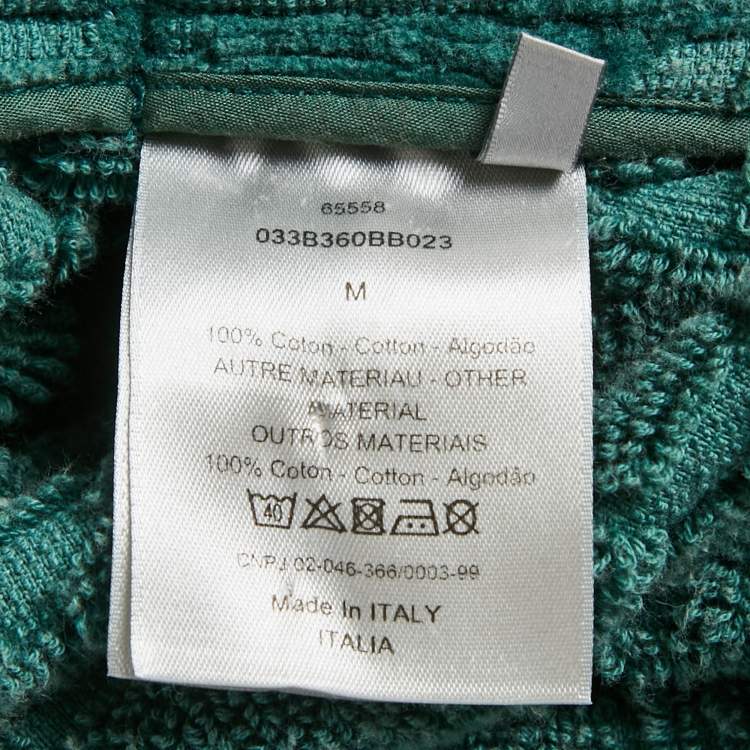 65558
033B360BB023
M
100% Coton - Cotton - Algodão
AUTRE MATERIAU - OTHER
MATERIAL
OUTROS MATERIAIS
100% Coton - Cotton - Algodão
40
CNPJ 02-046-366/0003-99
Made In ITALY
ITALIA